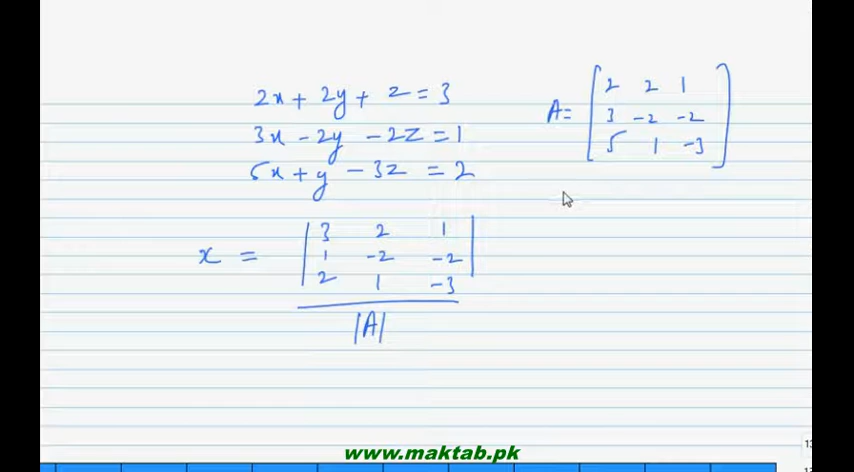 2x + 2y + z = 3
3x - 2y - 2z = 1
5x + y - 3z = 2
A = [ 2 2 1
3 -2 -2
5 1 -3 ]
x = | 3 2 1 |
| 1 -2 -2 |
| 2 1 -3 |
|A|
www.maktab.pk